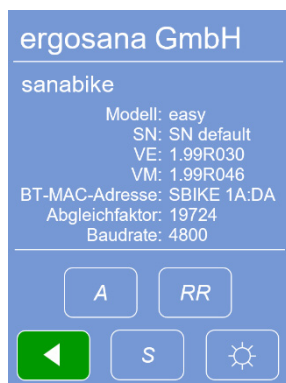 ergosana GmbH
sanabike
Modell: easy
SN: SN default
VE: 1.99R030
VM: 1.99R046
BT-MAC-Adresse: SBIKE 1A:DA
Abgleichfaktor: 19724
Baudrate: 4800
A RR
S